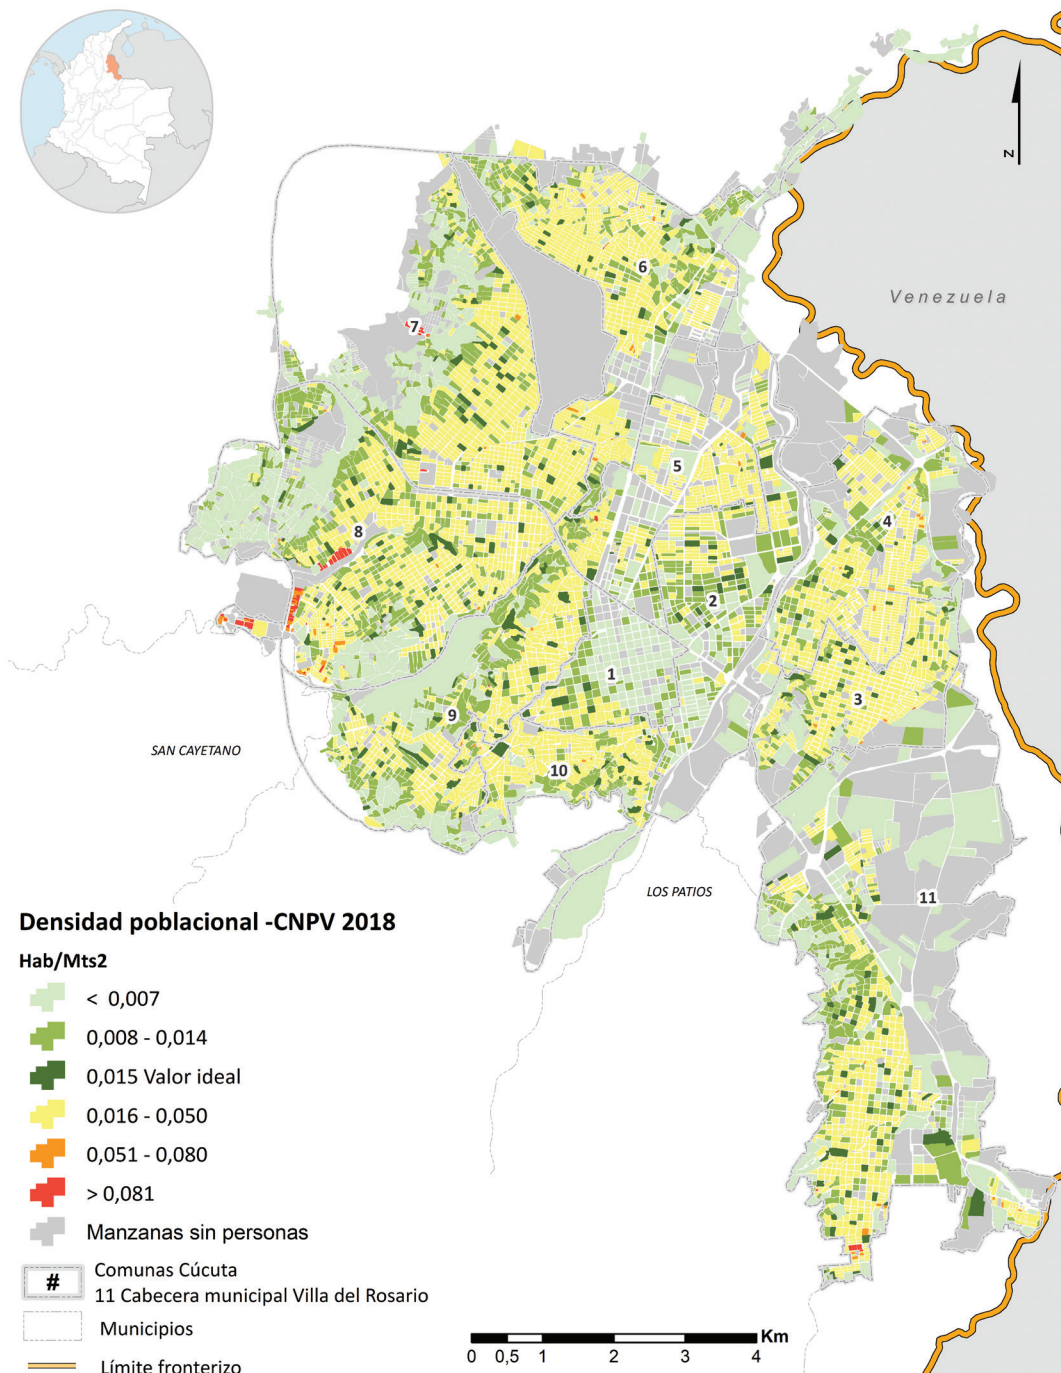 N
Venezuela
6
7
5
4
8
2
1
3
9
10
11
SAN CAYETANO
LOS PATIOS
Densidad poblacional -CNPV 2018
Hab/Mts2
< 0,007
0,008 - 0,014
0,015 Valor ideal
0,016 - 0,050
0,051 - 0,080
> 0,081
Manzanas sin personas
# Comunas Cúcuta
11 Cabecera municipal Villa del Rosario
Municipios
Límite fronterizo
Km
0 0,5 1 2 3 4